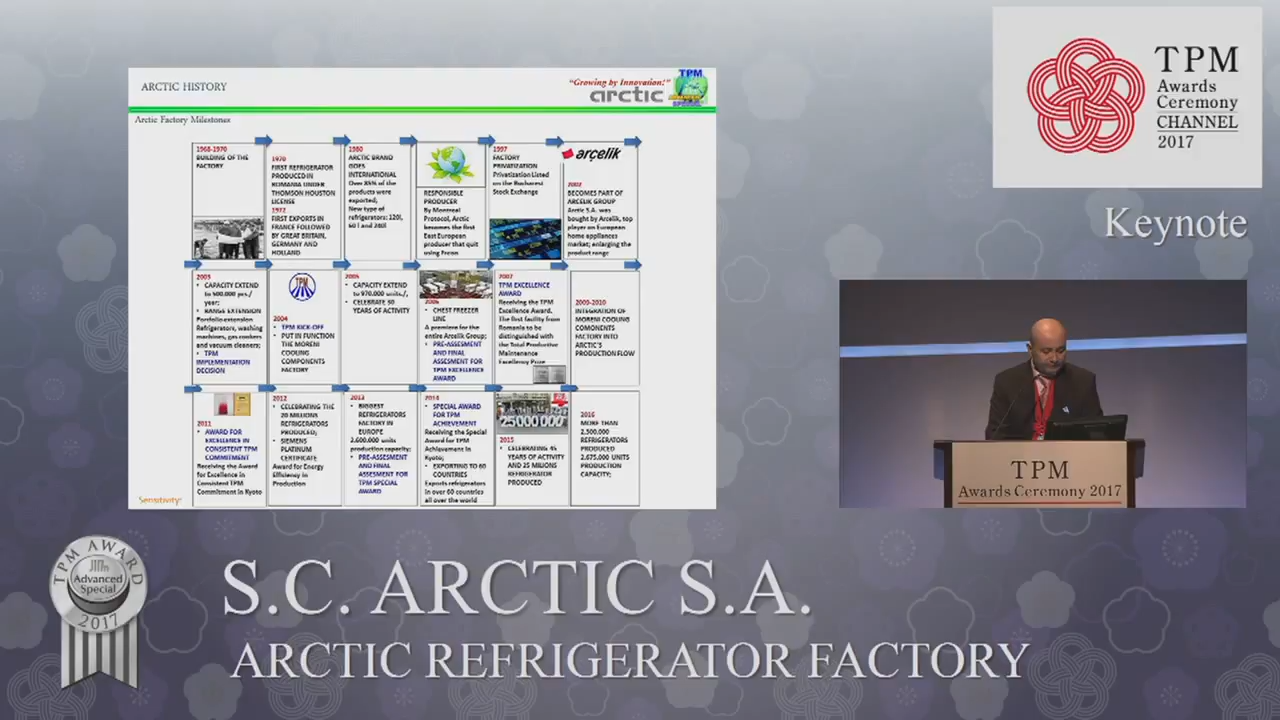 ARCTIC HISTORY
"Growing by Innovation!"
arctic
TPM
Arctic Factory Milestones
1968-1970
BUILDING OF THE
FACTORY
1970
FIRST REFRIGERATOR
PRODUCED IN
ROMANIA UNDER
THOMSON HOUSTON
LICENSE
1972
FIRST EXPORTS IN
FRANCE FOLLOWED
BY GREAT BRITAIN,
GERMANY AND
HOLLAND
1980
ARCTIC BRAND
GOES
INTERNATIONAL
Over 85% of the
products were
exported;
New type of
refrigerators: 120l,
60 l and 240l
RESPONSIBLE
PRODUCER
By Montreal
Protocol, Arctic
becomes the first
East European
producer that quit
using Freon
1997
FACTORY
PRIVATIZATION
Privatization Listed
on the Bucharest
Stock Exchange
arçelik
2002
BECOMES PART OF
ARCELIK GROUP
Arctic S.A. was
bought by Arcelik, top
player on European
home appliances
market; enlarging the
product range
2003
• CAPACITY EXTEND
to 500.000 pcs./
year;
• RANGE EXTENSION
Portfolio extension
Refrigerators, washing
machines, gas cookers
and vacuum cleaners;
• TPM
IMPLEMENTATION
DECISION
TPM
2004
• TPM KICK-OFF
• PUT IN FUNCTION
THE MORENI
COOLING
COMPONENTS
FACTORY
2005
• CAPACITY EXTEND
to 970.000 units/,
• CELEBRATE 30
YEARS OF ACTIVITY
2006
• CHEST FREEZER
LINE
A premiere for the
entire Arcelik Group;
• PRE-ASSESMENT
AND FINAL
ASSESMENT FOR
TPM EXCELLENCE
AWARD
2007
TPM EXCELLENCE
AWARD
Receiving the TPM
Excellence Award.
The first facility from
Romania to be
distinguished with
the Total Productive
Maintenance
Excellency Prize
2009-2010
INTEGRATION OF
MORENI COOLING
COMONENTS
FACTORY INTO
ARCTIC'S
PRODUCTION FLOW
2011
• AWARD FOR
EXCELLENCE IN
CONSISTENT TPM
COMMITMENT
Receiving the Award
for Excellence in
Consistent TPM
Commitment in Kyoto
2012
• CELEBRATING THE
20 MILLIONS
REFRIGERATORS
PRODUCED;
• SIEMENS
PLATINUM
CERTIFICATE
Award for Energy
Efficiency in
Production
2013
• BIGGEST
REFRIGERATORS
FACTORY IN
EUROPE
2.600.000 units
production capacity;
• PRE-ASSESMENT
AND FINAL
ASSESMENT FOR
TPM SPECIAL
AWARD
2014
• SPECIAL AWARD
FOR TPM
ACHIEVEMENT
Receiving the Special
Award for TPM
Achievement in
Kyoto;
• EXPORTING TO 60
COUNTRIES
Exports refrigerators
in over 60 countries
all over the world
25000000
2015
• CELEBRATING 45
YEARS OF ACTIVITY
AND 25 MILIONS
REFRIGERATOR
PRODUCED
2016
MORE THAN
2.500.000
REFRIGERATORS
PRODUCED
2.675.000 UNITS
PRODUCTION
CAPACITY;
Sensitivity:
TPM
Awards
Ceremony
CHANNEL
2017
Keynote
TPM
Awards Ceremony 2017
TPM AWARD
JIPM
Advanced
Special
2017
S.C. ARCTIC S.A.
ARCTIC REFRIGERATOR FACTORY